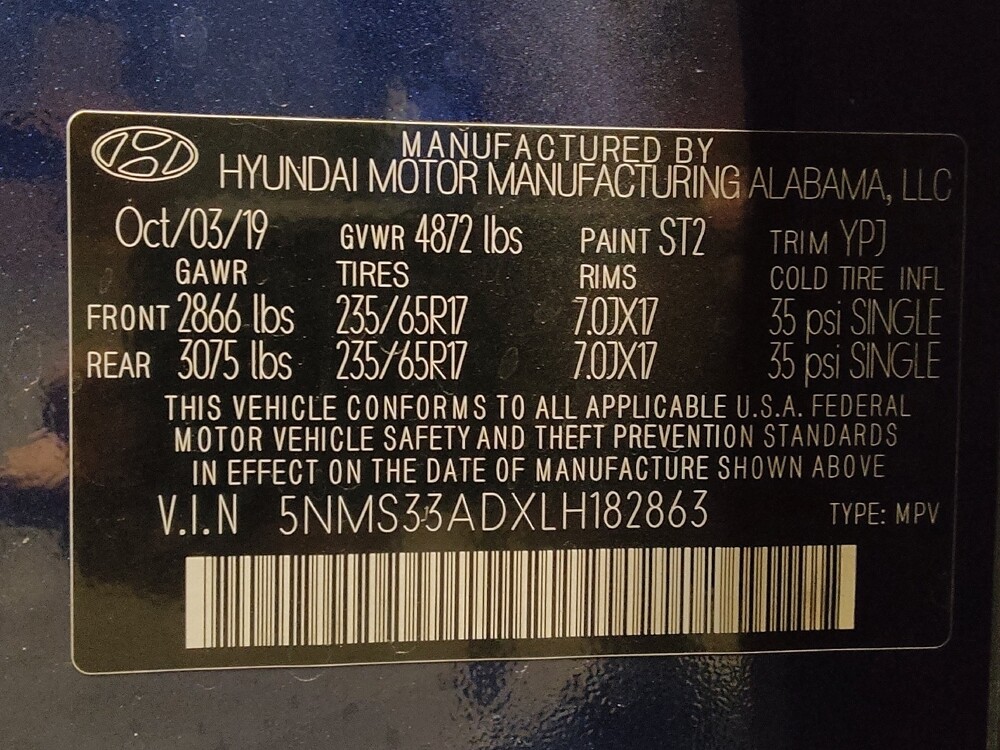 MANUFACTURED BY
HYUNDAI MOTOR MANUFACTURING ALABAMA, LLC
Oct/03/19 GVWR 4872 lbs PAINT ST2 TRIM YPJ
GAWR TIRES RIMS COLD TIRE INFL
FRONT 2866 lbs 235/65R17 7.0JX17 35 psi SINGLE
REAR 3075 lbs 235/65R17 7.0JX17 35 psi SINGLE
THIS VEHICLE CONFORMS TO ALL APPLICABLE U.S.A. FEDERAL
MOTOR VEHICLE SAFETY AND THEFT PREVENTION STANDARDS
IN EFFECT ON THE DATE OF MANUFACTURE SHOWN ABOVE
V.I.N 5NMS33ADXLH182863 TYPE: MPV